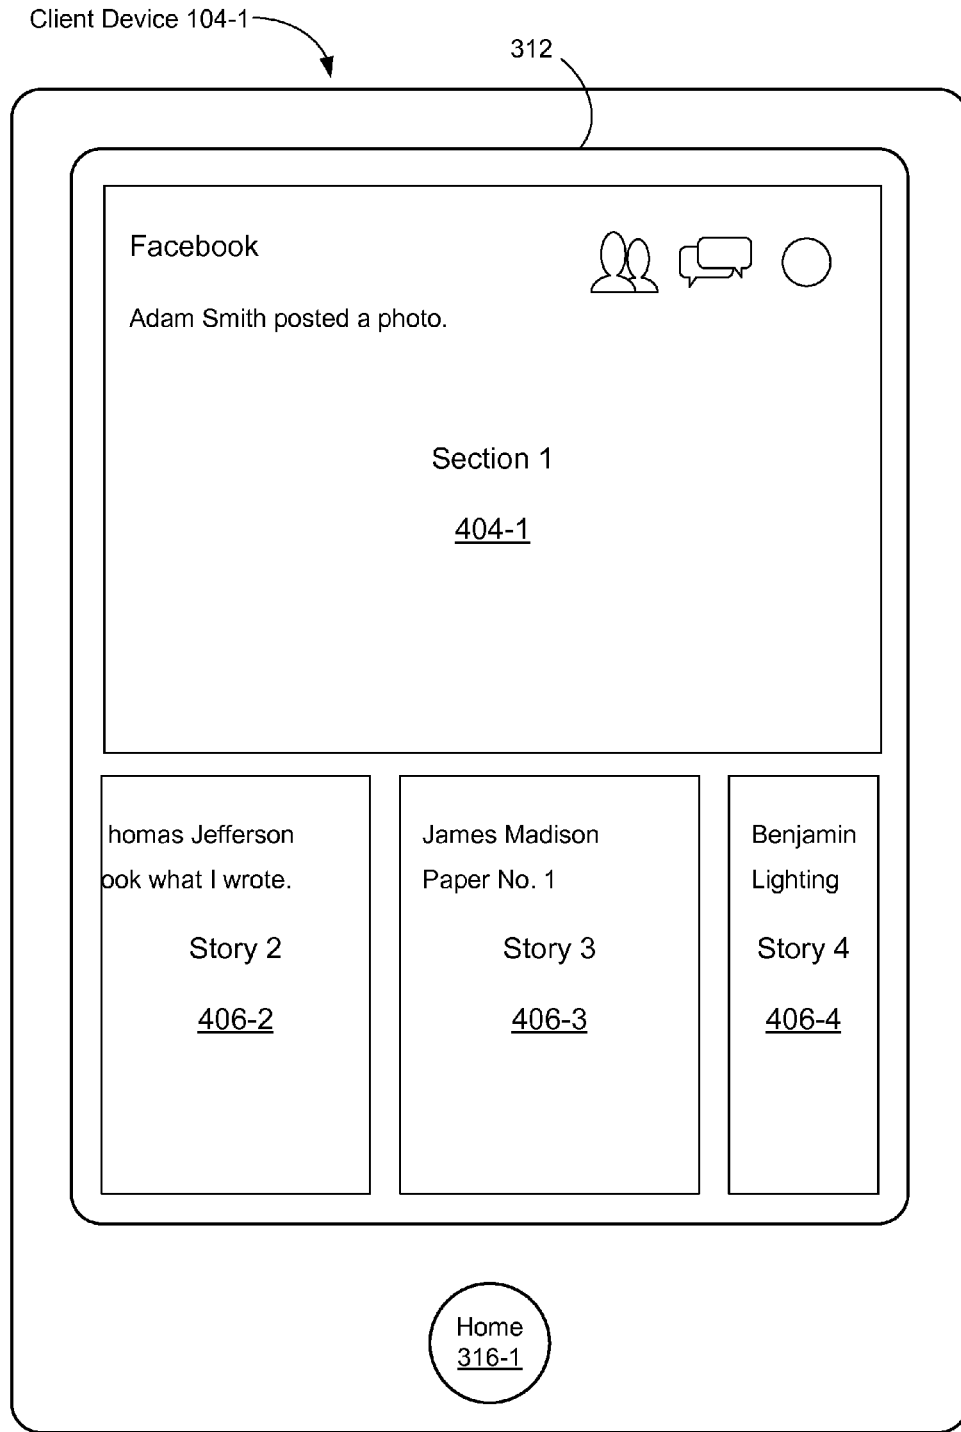 Client Device 104-1
312
Facebook
Adam Smith posted a photo.
Section 1
404-1
homas Jefferson
ook what I wrote.
Story 2
406-2
James Madison
Paper No. 1
Story 3
406-3
Benjamin
Lighting
Story 4
406-4
Home
316-1